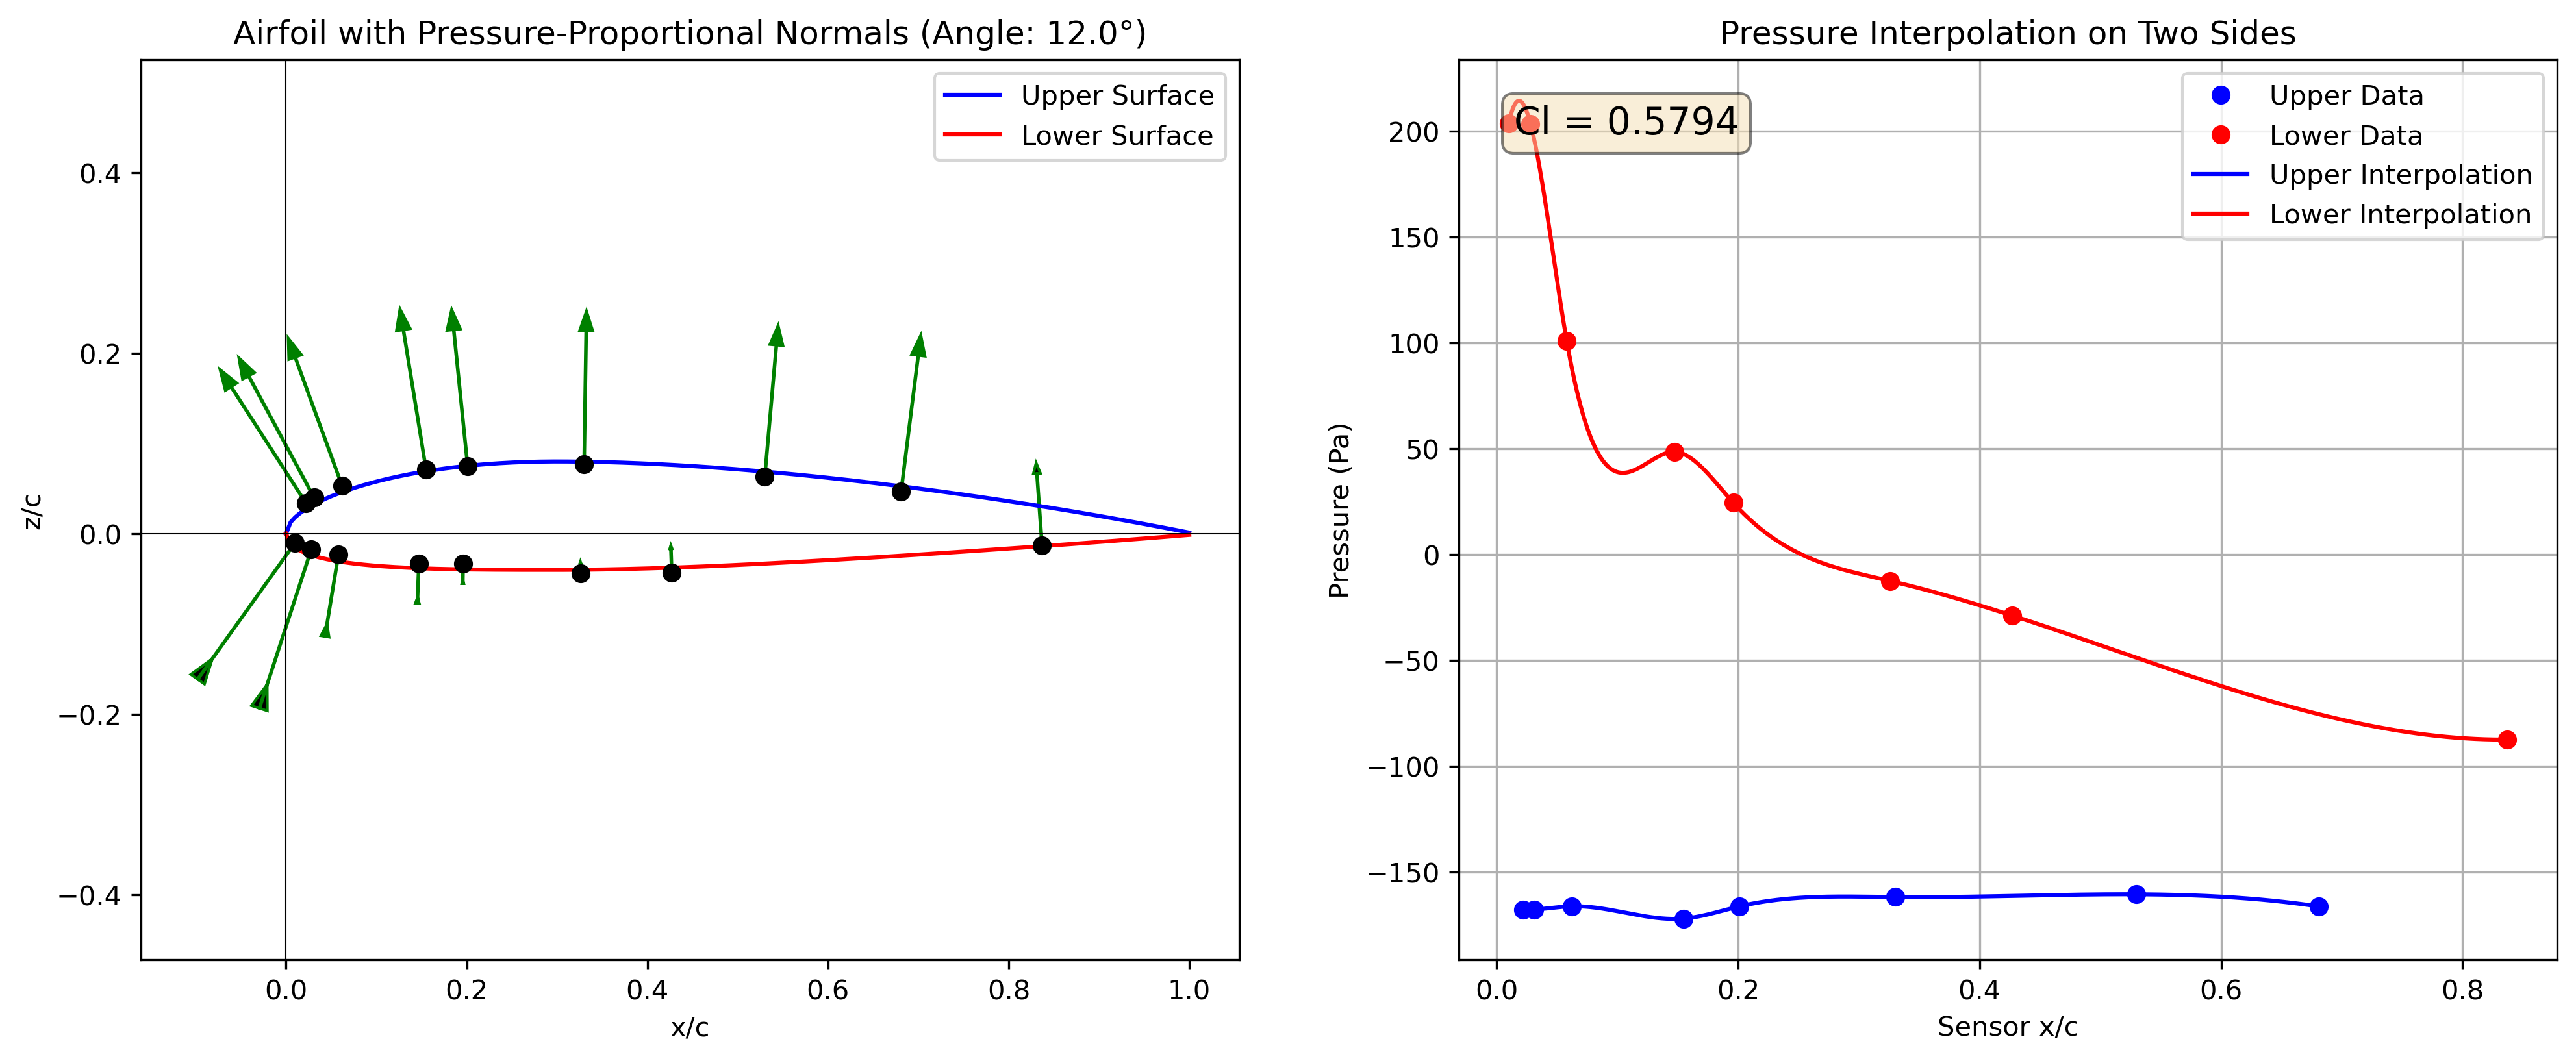 Airfoil with Pressure-Proportional Normals (Angle: 12.0°)
Upper Surface
Lower Surface
z/c
0.4
0.2
0.0
−0.2
−0.4
0.0 0.2 0.4 0.6 0.8 1.0
x/c
Pressure Interpolation on Two Sides
Cl = 0.5794
Upper Data
Lower Data
Upper Interpolation
Lower Interpolation
Pressure (Pa)
200
150
100
50
0
−50
−100
−150
0.0 0.2 0.4 0.6 0.8
Sensor x/c